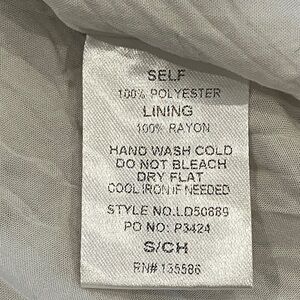 SELF
100% POLYESTER
LINING
100% RAYON
HAND WASH COLD
DO NOT BLEACH
DRY FLAT
COOL IRON IF NEEDED
STYLE NO.LD50889
PO NO: P3424
S/CH
RN# 135586